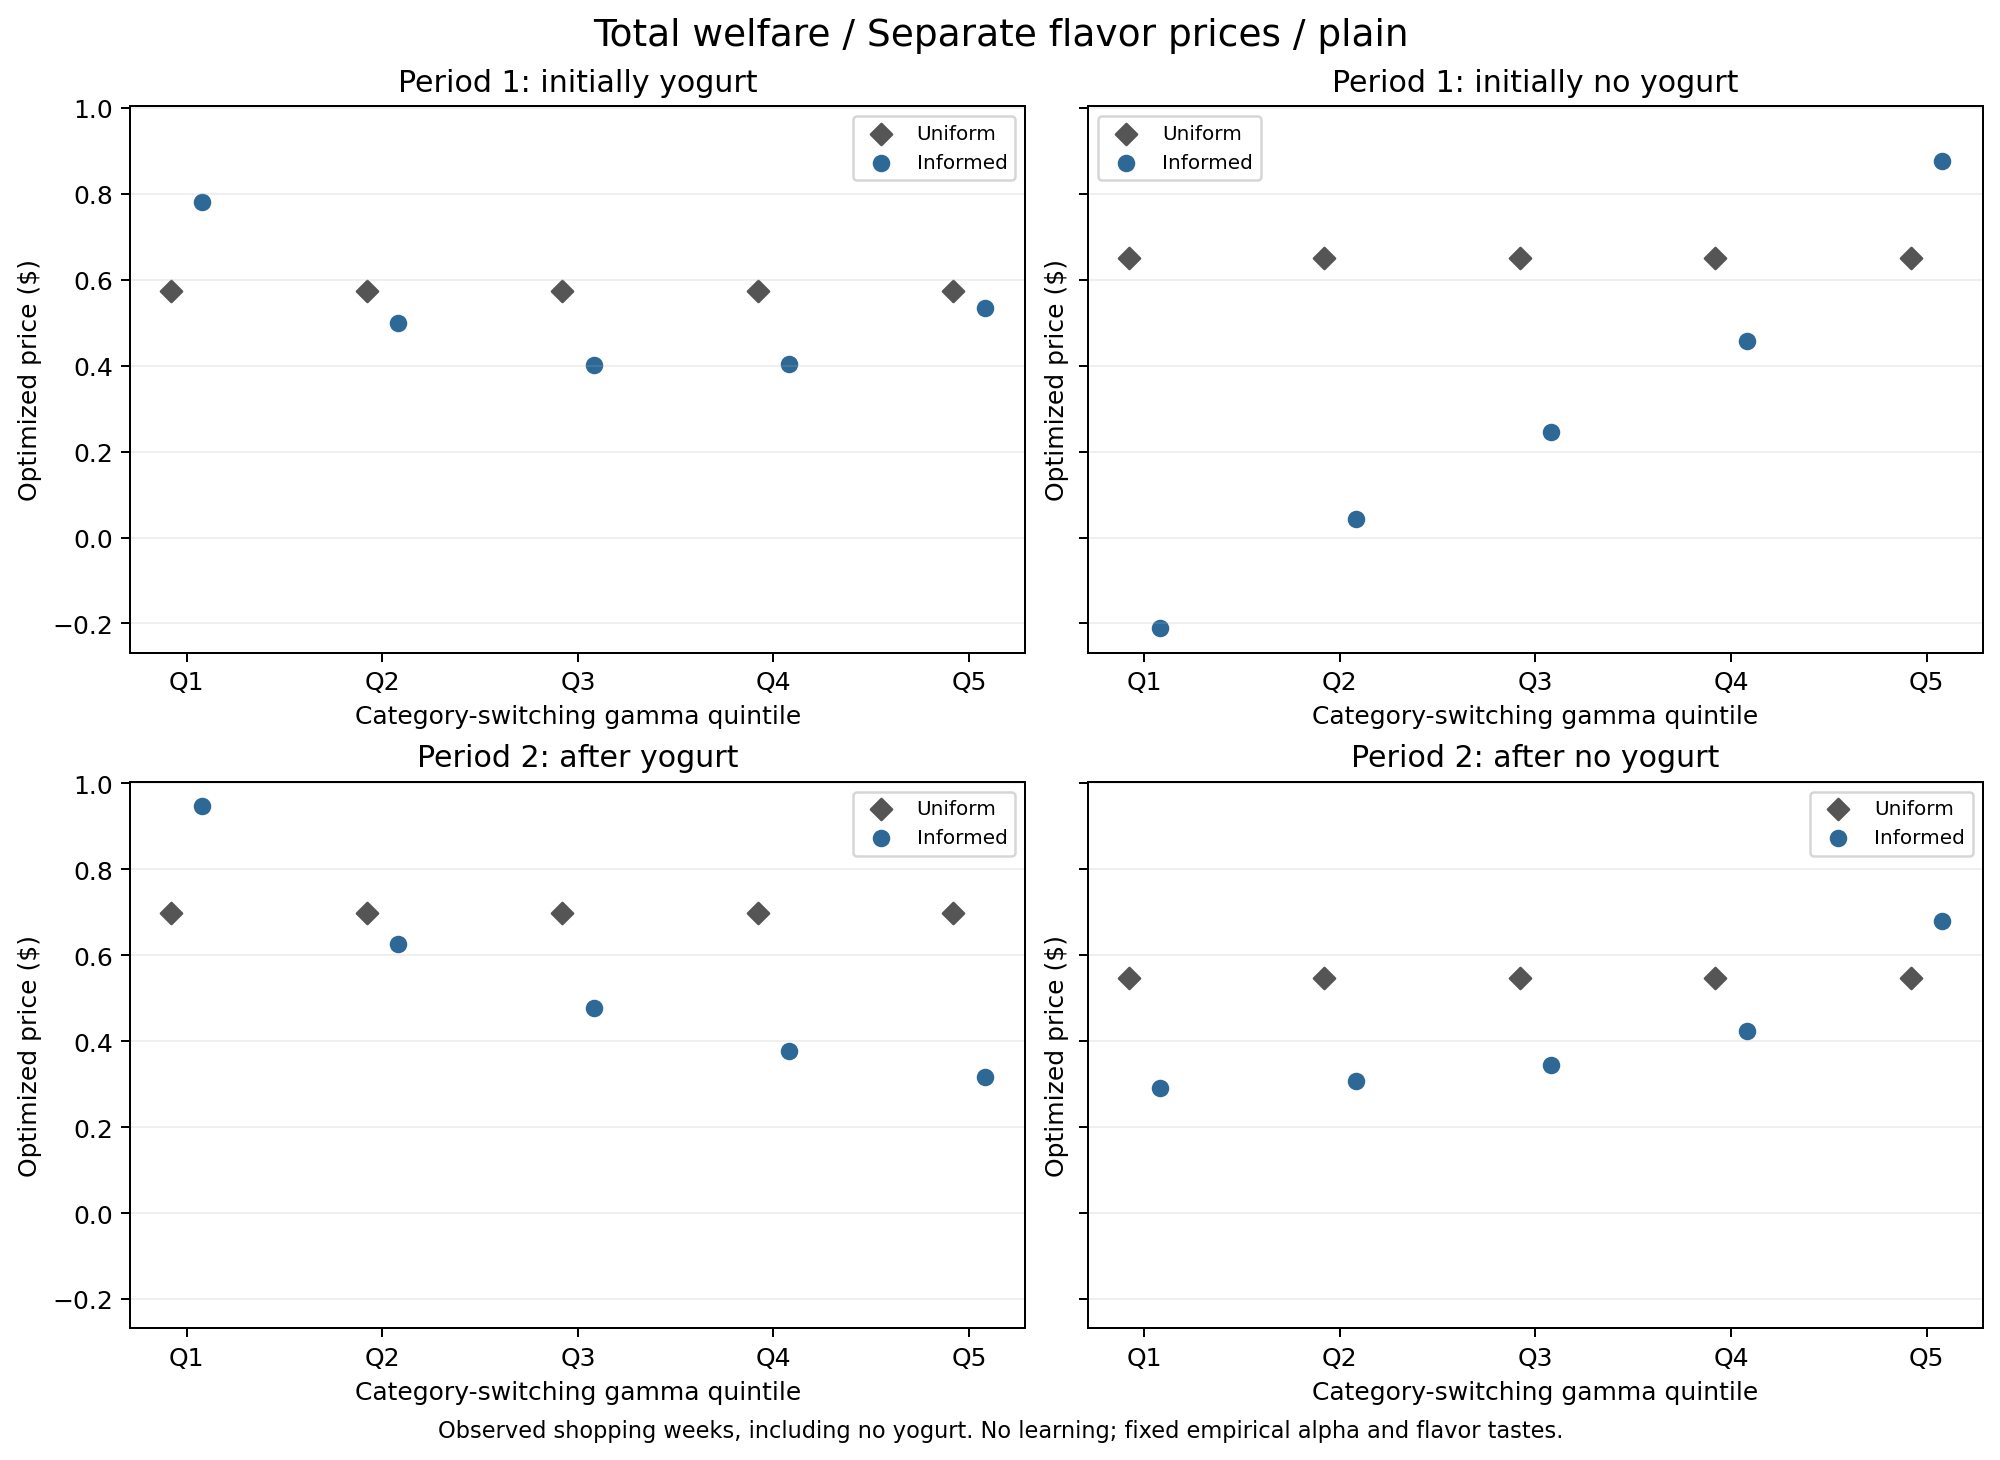 Total welfare / Separate flavor prices / plain
Period 1: initially yogurt
Optimized price ($)
1.0
0.8
0.6
0.4
0.2
0.0
−0.2
Uniform
Informed
Q1 Q2 Q3 Q4 Q5
Category-switching gamma quintile
Period 1: initially no yogurt
Optimized price ($)
Uniform
Informed
Q1 Q2 Q3 Q4 Q5
Category-switching gamma quintile
Period 2: after yogurt
Optimized price ($)
1.0
0.8
0.6
0.4
0.2
0.0
−0.2
Uniform
Informed
Q1 Q2 Q3 Q4 Q5
Category-switching gamma quintile
Period 2: after no yogurt
Optimized price ($)
Uniform
Informed
Q1 Q2 Q3 Q4 Q5
Category-switching gamma quintile
Observed shopping weeks, including no yogurt. No learning; fixed empirical alpha and flavor tastes.